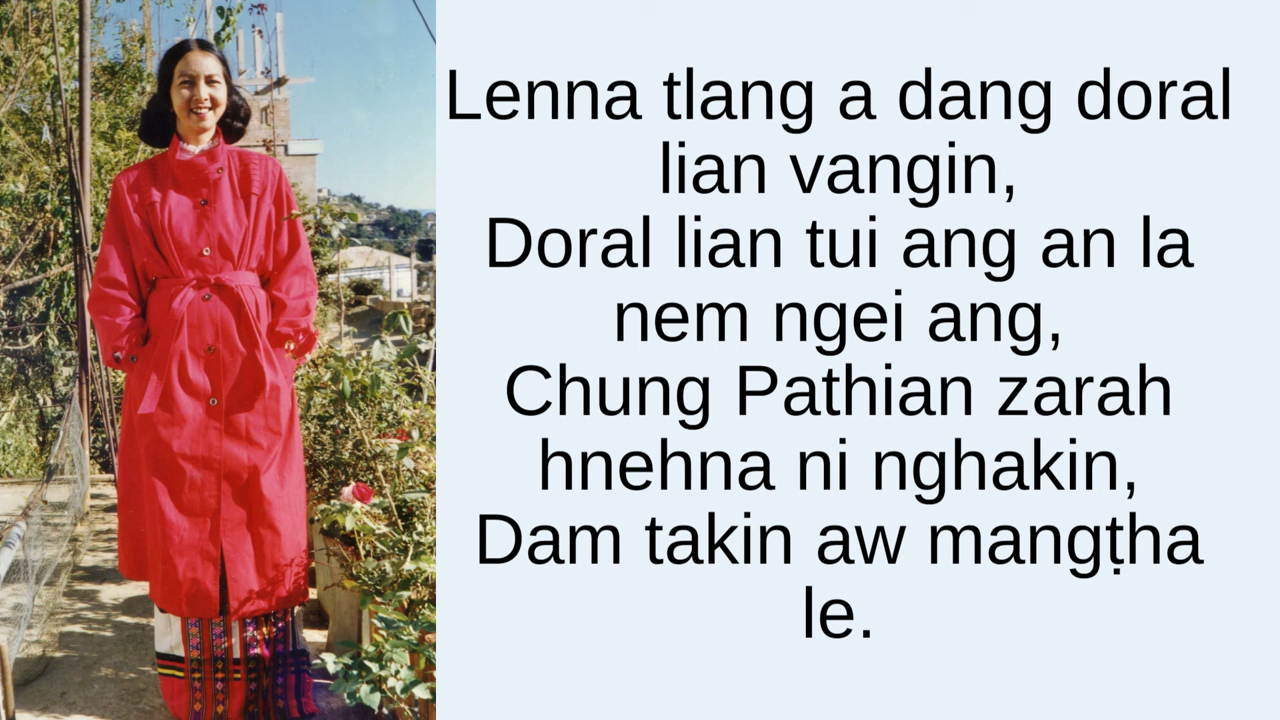 Lenna tlang a dang doral
lian vangin,
Doral lian tui ang an la
nem ngei ang,
Chung Pathian zarah
hnehna ni nghakin,
Dam takin aw mangṭha
le.